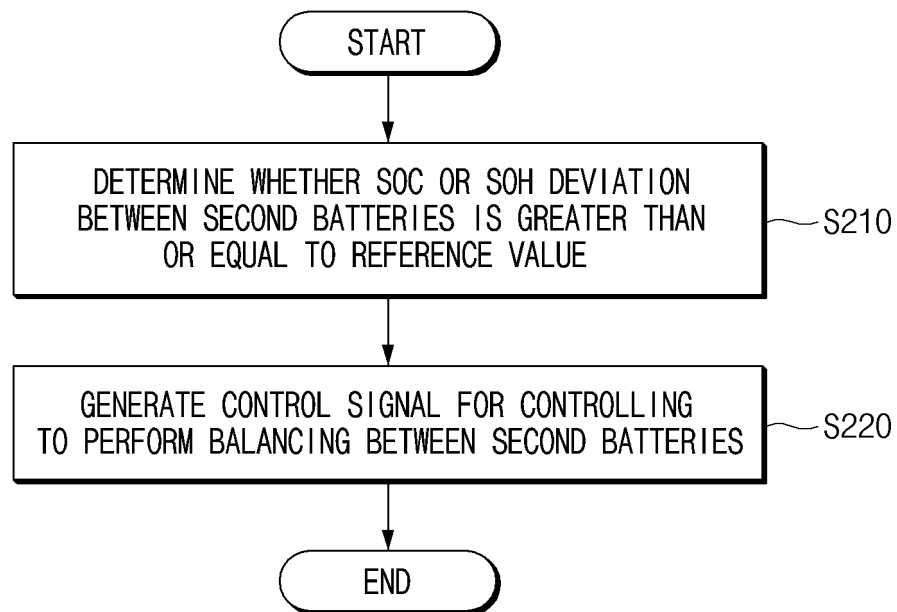 START
DETERMINE WHETHER SOC OR SOH DEVIATION
BETWEEN SECOND BATTERIES IS GREATER THAN
OR EQUAL TO REFERENCE VALUE
S210
GENERATE CONTROL SIGNAL FOR CONTROLLING
TO PERFORM BALANCING BETWEEN SECOND BATTERIES
S220
END